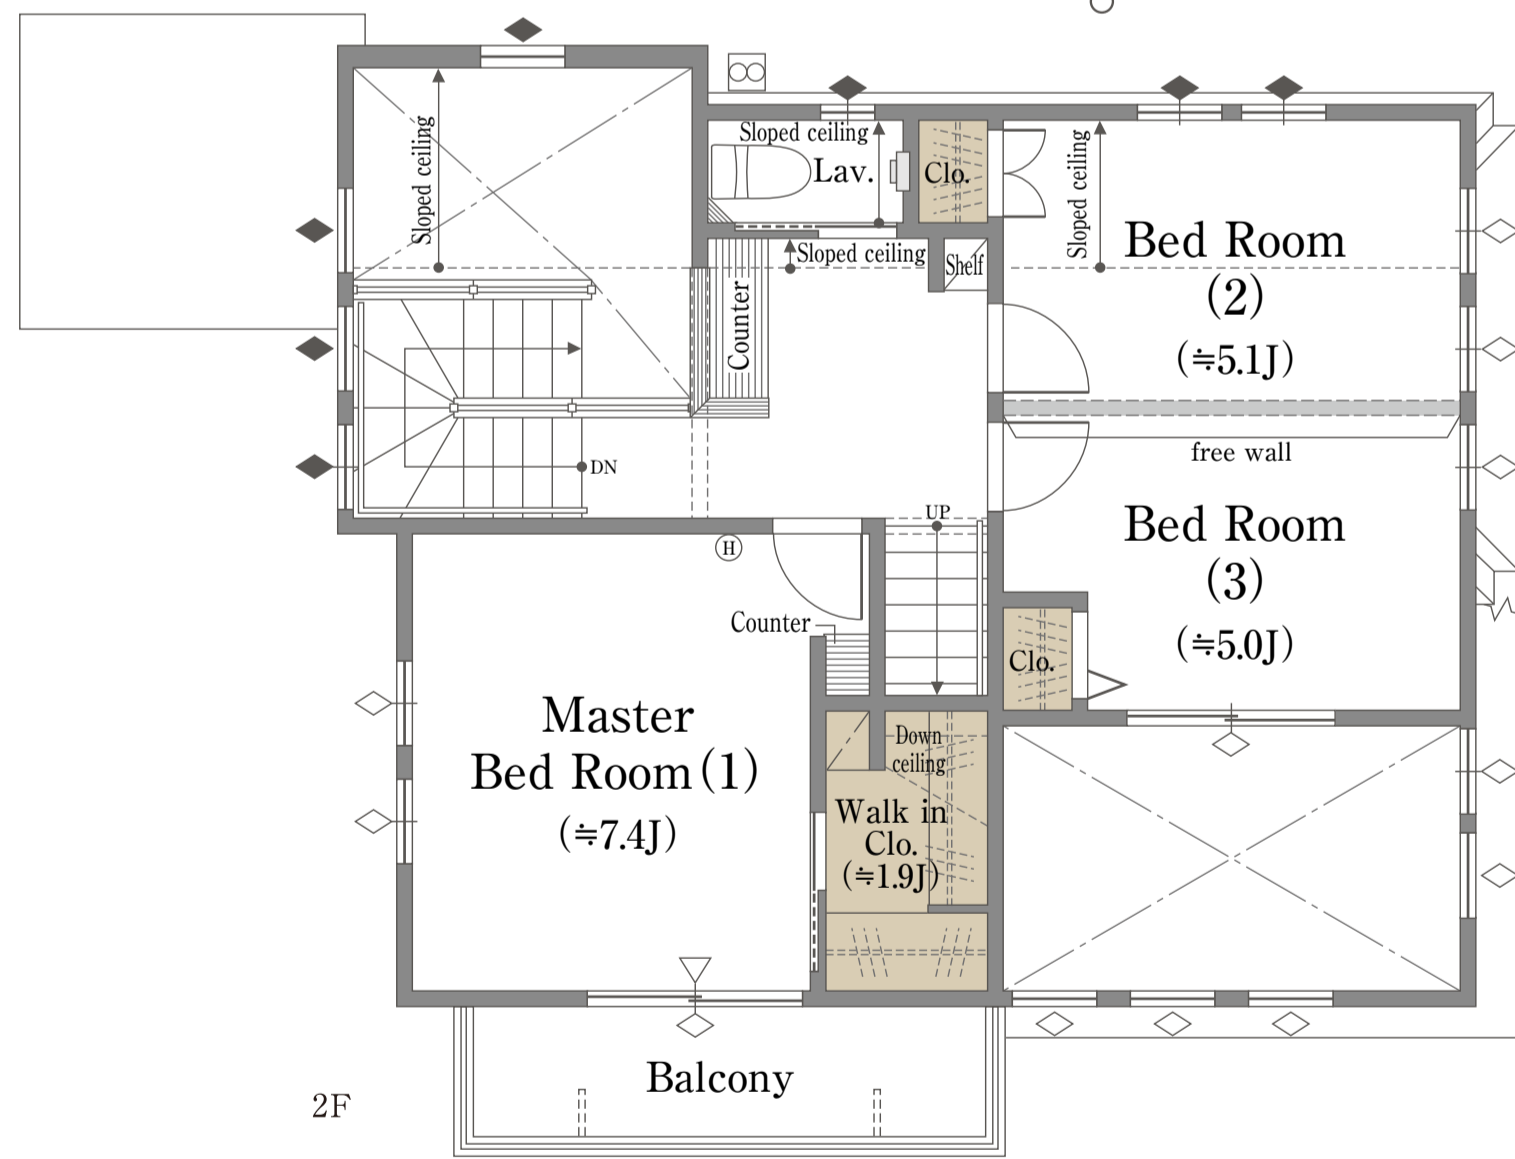 Sloped ceiling
Sloped ceiling
Lav.
Clo.
Sloped ceiling
Bed Room
(2)
(≒5.1J)
Sloped ceiling
Shelf
Counter
free wall
DN
UP
Bed Room
(3)
(≒5.0J)
H
Counter
Clo.
Master
Bed Room(1)
(≒7.4J)
Down
ceiling
Walk in
Clo.
(≒1.9J)
Balcony
2F